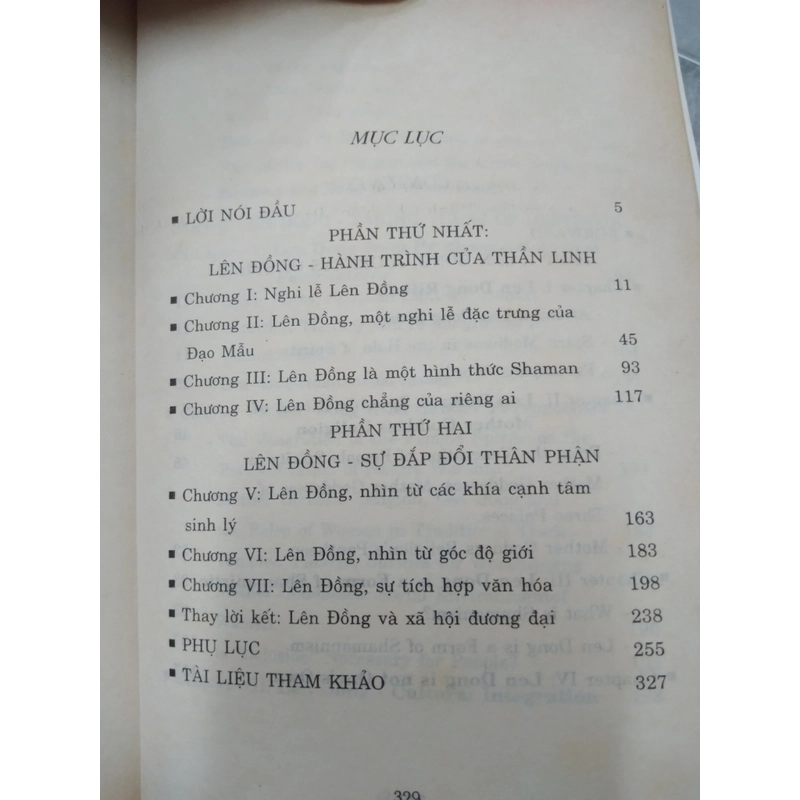 MỤC LỤC
▪ LỜI NÓI ĐẦU 5
PHẦN THỨ NHẤT:
LÊN ĐỒNG - HÀNH TRÌNH CỦA THẦN LINH
▪ Chương I: Nghi lễ Lên Đồng 11
▪ Chương II: Lên Đồng, một nghi lễ đặc trưng của
Đạo Mẫu 45
▪ Chương III: Lên Đồng là một hình thức Shaman 93
▪ Chương IV: Lên Đồng chẳng của riêng ai 117
PHẦN THỨ HAI
LÊN ĐỒNG - SỰ ĐẮP ĐỔI THÂN PHẬN
▪ Chương V: Lên Đồng, nhìn từ các khía cạnh tâm
sinh lý 163
▪ Chương VI: Lên Đồng, nhìn từ góc độ giới 183
▪ Chương VII: Lên Đồng, sự tích hợp văn hóa 198
▪ Thay lời kết: Lên Đồng và xã hội đương đại 238
▪ PHỤ LỤC 255
▪ TÀI LIỆU THAM KHẢO 327
329